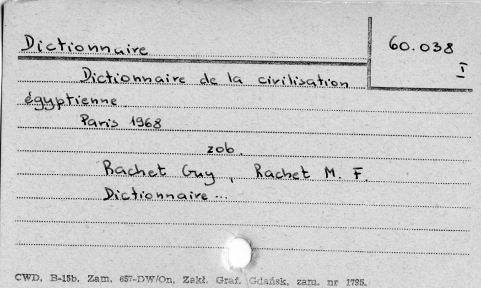 Dictionnaire
60.038
I
Dictionnaire de la civilisation
égyptienne
Paris 1968
zob.
Rachet Guy, Rachet M. F.
Dictionnaire...
CWD. B-15b. Zam. 657-DW/On. Zakł. Graf. Gdańsk, zam. nr 1795.